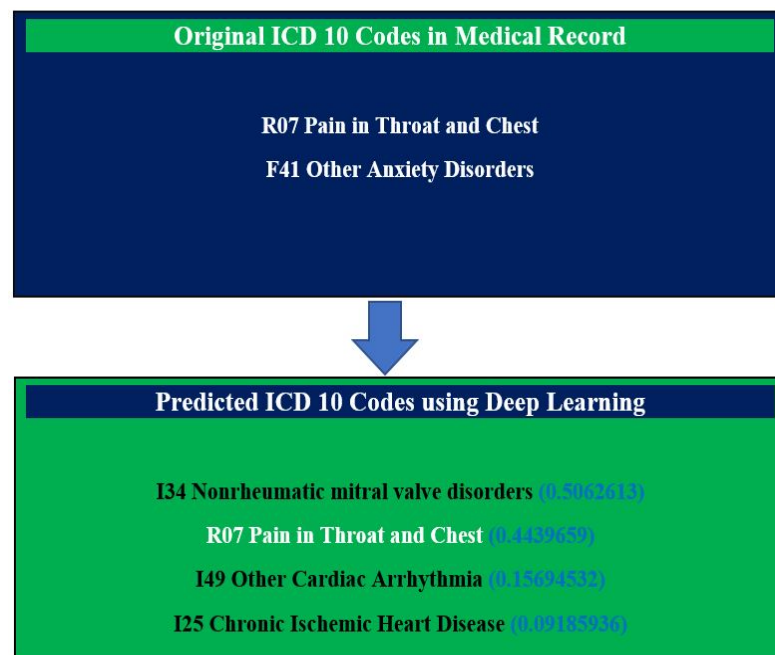 Original ICD 10 Codes in Medical Record
R07 Pain in Throat and Chest
F41 Other Anxiety Disorders
Predicted ICD 10 Codes using Deep Learning
I34 Nonrheumatic mitral valve disorders (0.5062613)
R07 Pain in Throat and Chest (0.4439659)
I49 Other Cardiac Arrhythmia (0.15694532)
I25 Chronic Ischemic Heart Disease (0.09185936)